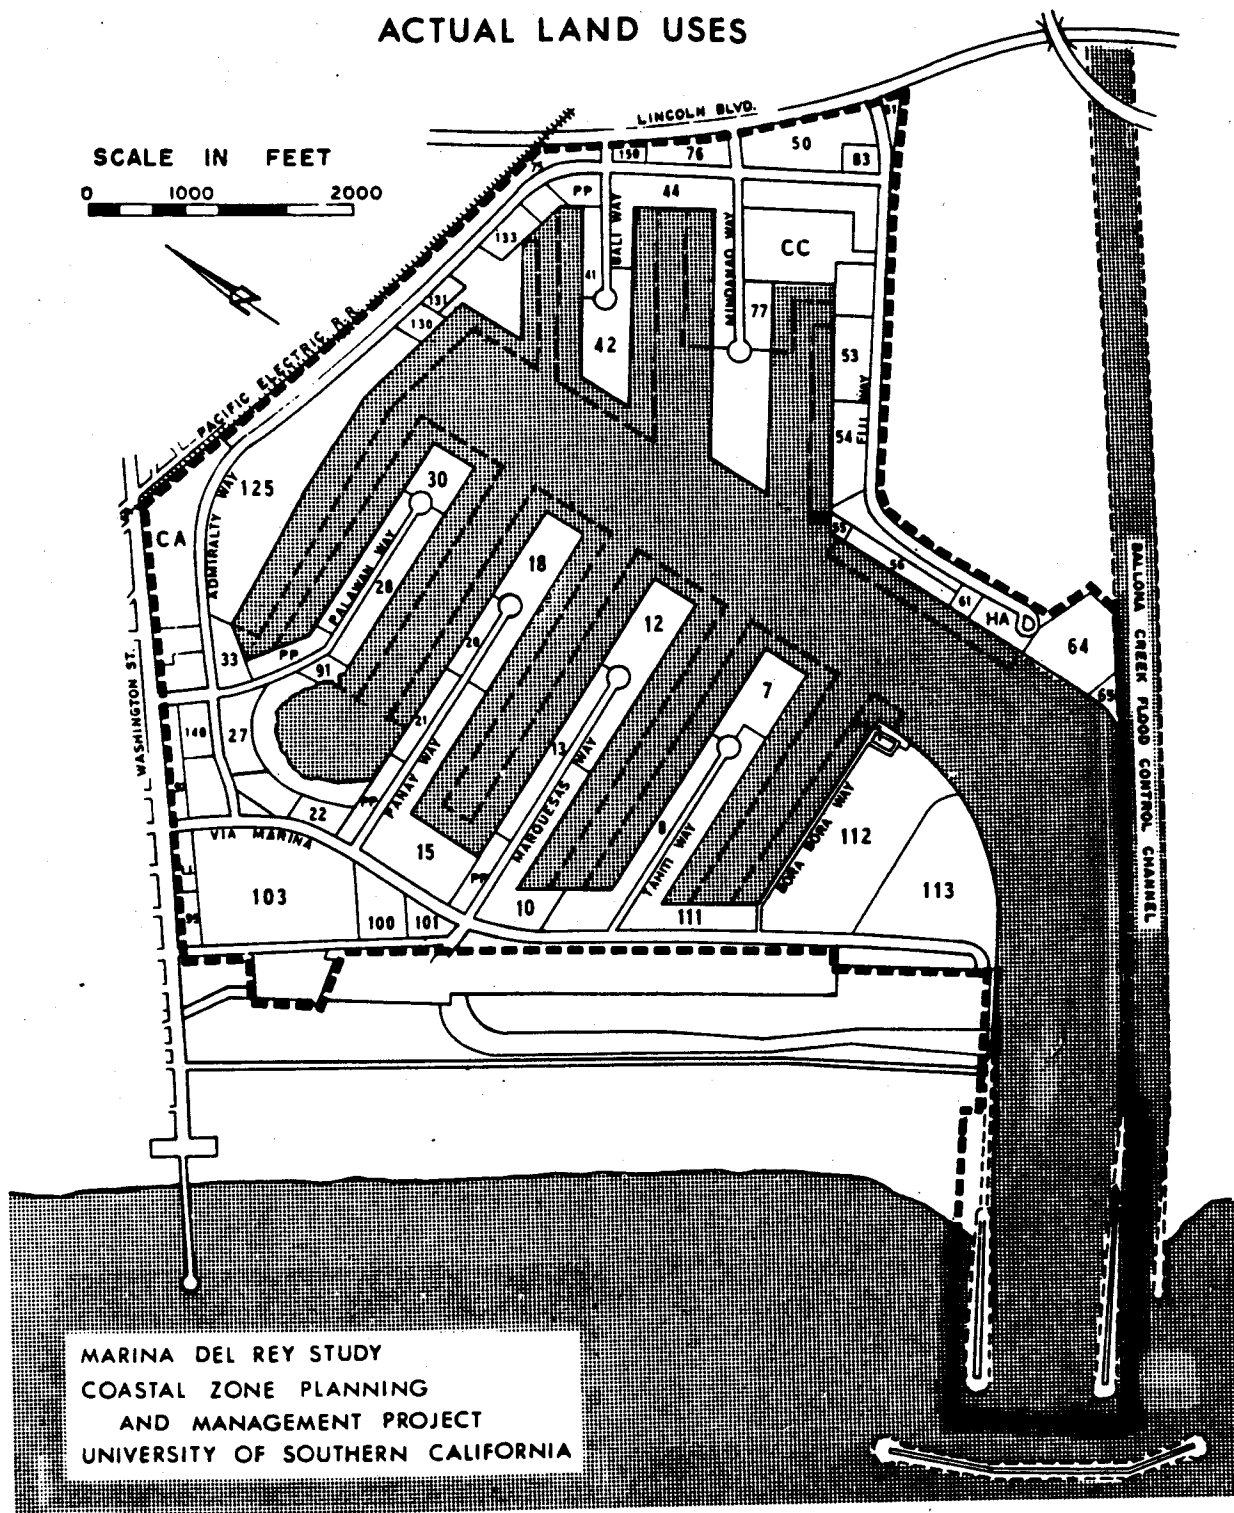 ACTUAL LAND USES
LINCOLN BLVD.
SCALE IN FEET
0 1000 2000
150 76 50 83
PP 44
133
BALI WAY
MINDANAO WAY
CC
41
131
130
77
42
53
PACIFIC ELECTRIC R.R.
FIJI WAY
54
30
125
ADMIRALTY WAY
CA
PALAWAN WAY
28
18
56
61
HA
64
65
12
20
33
PP
91
7
BALLONA CREEK FLOOD CONTROL CHANNEL
WASHINGTON ST.
140
27
21
PANAY WAY
13
MARQUESAS WAY
22
PP
VIA MARINA
15
8
TAHITI WAY
BORA BORA WAY
112
113
PP
103
100
101
10
111
MARINA DEL REY STUDY
COASTAL ZONE PLANNING
AND MANAGEMENT PROJECT
UNIVERSITY OF SOUTHERN CALIFORNIA